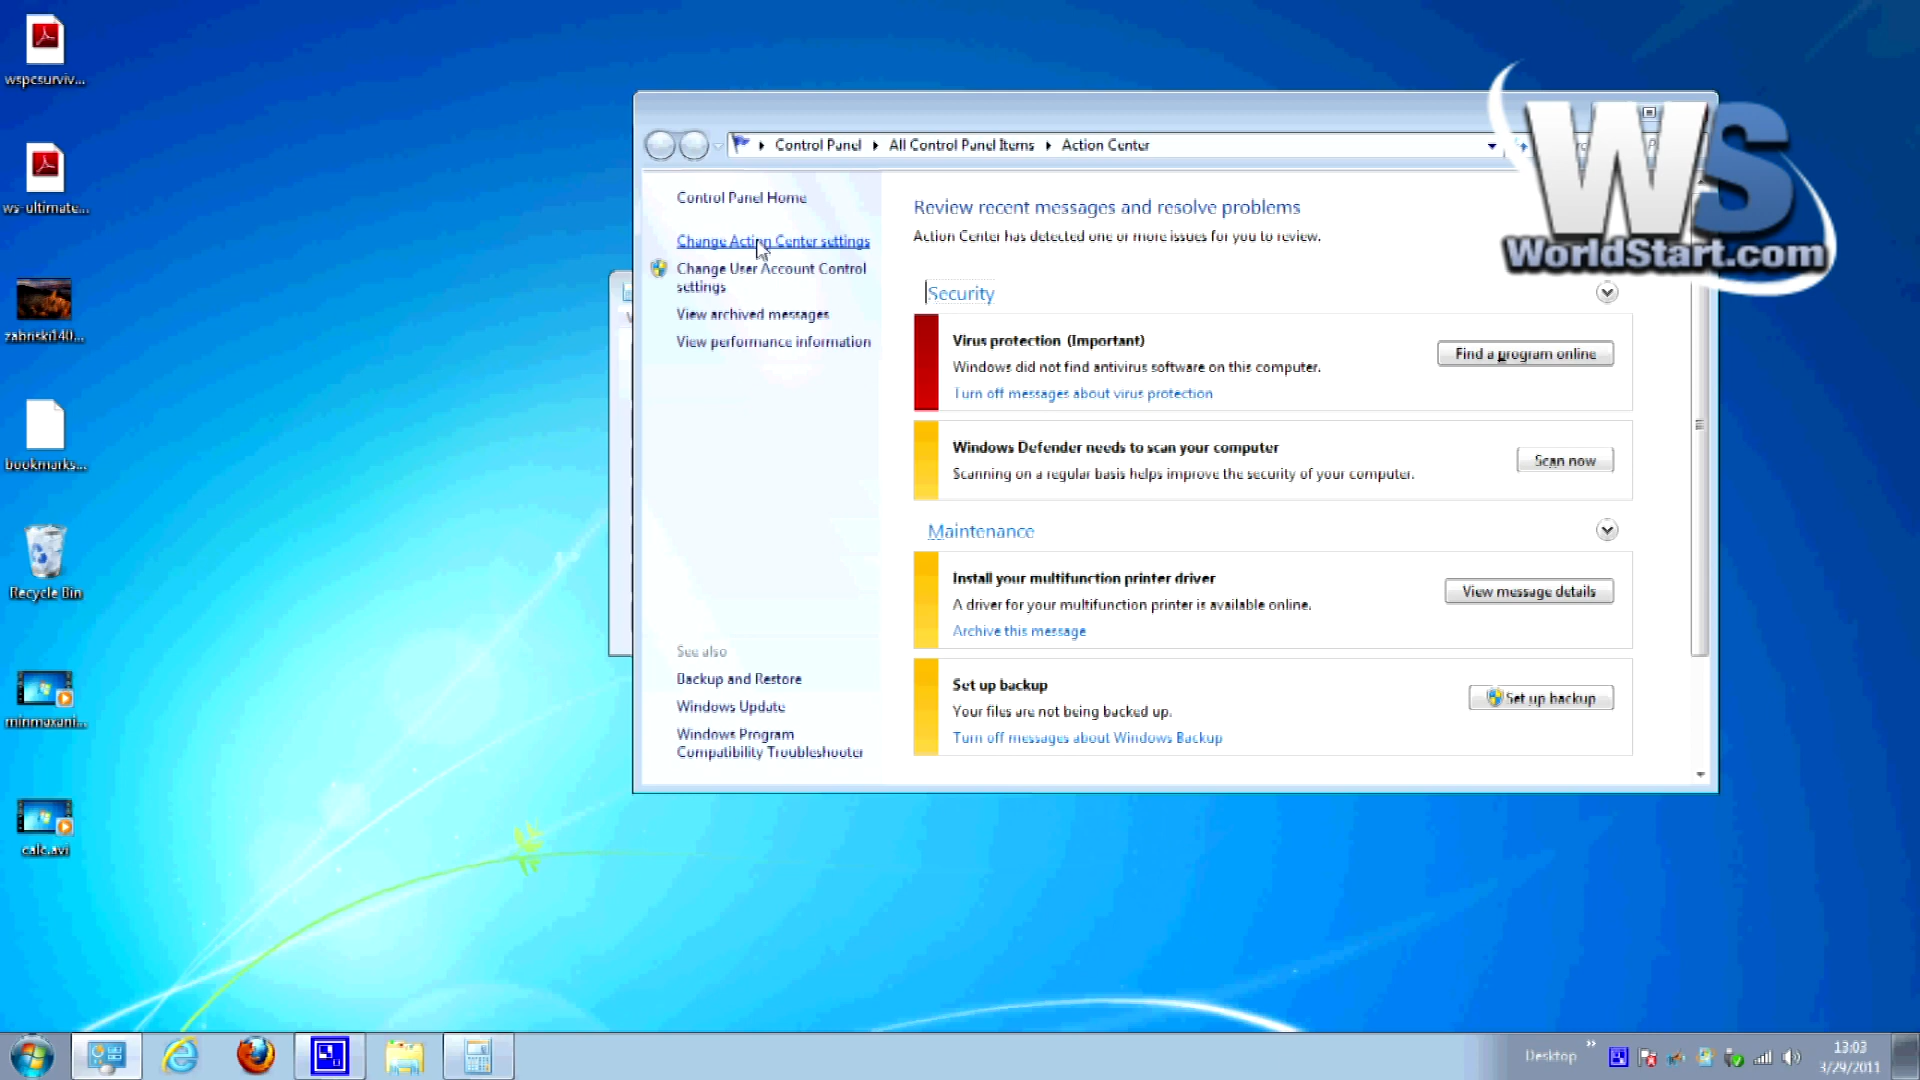 wspcsurviv...
ws-ultimate...
zabriski140...
bookmarks...
Recycle Bin
minmaxani...
calc.avi
WS
WorldStart.com
Control Panel
All Control Panel Items
Action Center
Control Panel Home
Change Action Center settings
Change User Account Control
settings
View archived messages
View performance information
See also
Backup and Restore
Windows Update
Windows Program
Compatibility Troubleshooter
Review recent messages and resolve problems
Action Center has detected one or more issues for you to review.
Security
Virus protection (Important)
Windows did not find antivirus software on this computer.
Turn off messages about virus protection
Find a program online
Windows Defender needs to scan your computer
Scanning on a regular basis helps improve the security of your computer.
Scan now
Maintenance
Install your multifunction printer driver
A driver for your multifunction printer is available online.
Archive this message
View message details
Set up backup
Your files are not being backed up.
Turn off messages about Windows Backup
Set up backup
Desktop
13:03
3/29/2011